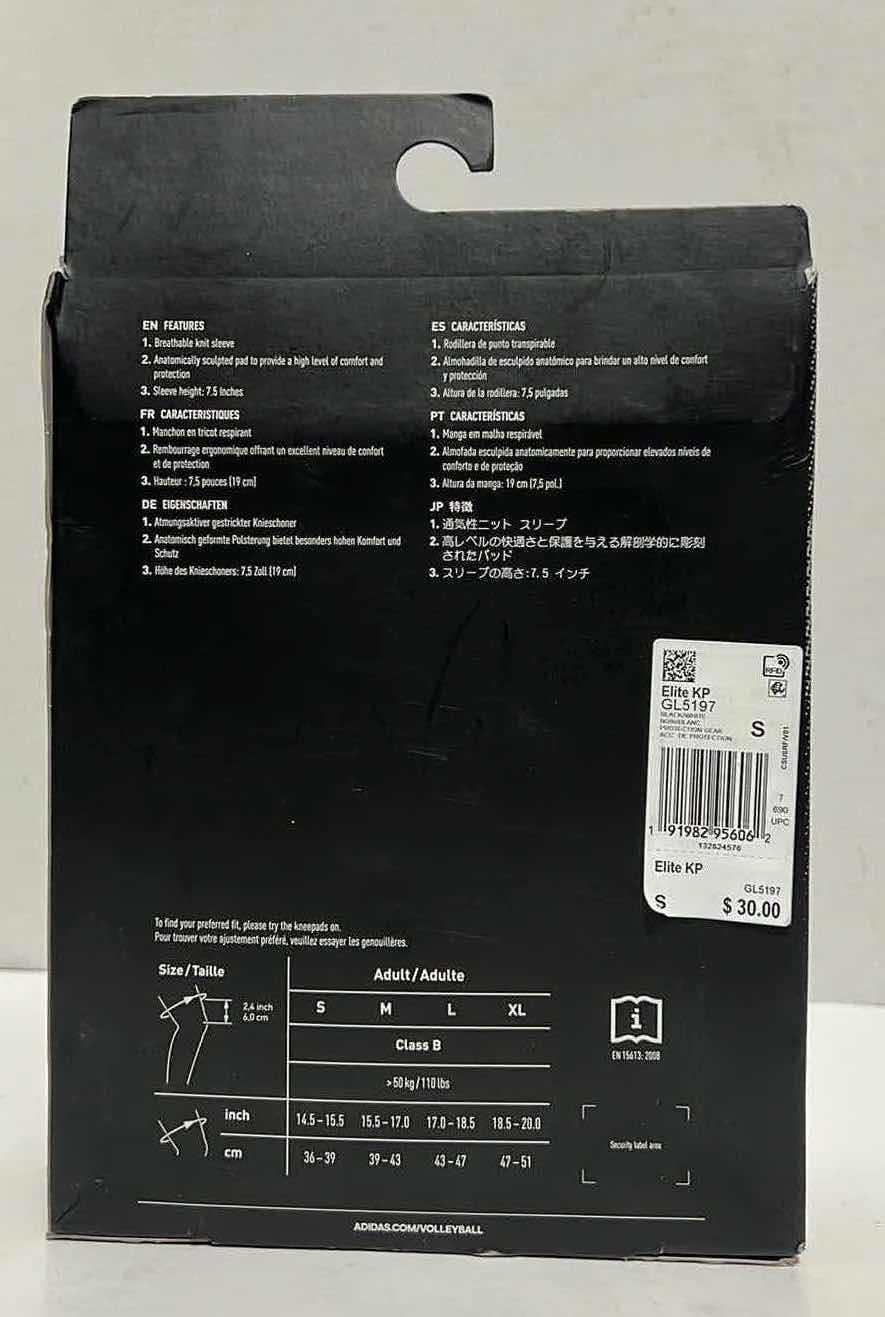 EN FEATURES
1. Breathable knit sleeve
2. Anatomically sculpted pad to provide a high level of comfort and
protection
3. Sleeve height: 7.5 Inches
FR CARACTERISTIQUES
1. Manchon en tricot respirant
2. Rembourrage ergonomique offrant un excellent niveau de confort
et de protection
3. Hauteur : 7,5 pouces (19 cm)
DE EIGENSCHAFTEN
1. Atmungsaktiver gestrickter Knieschoner
2. Anatomisch geformte Polsterung bietet besonders hohen Komfort und
Schutz
3. Höhe des Knieschoners: 7,5 Zoll (19 cm)
ES CARACTERÍSTICAS
1. Rodillera de punto transpirable
2. Almohadilla de esculpido anatómico para brindar un alto nivel de confort
y protección
3. Altura de la rodillera: 7,5 pulgadas
PT CARACTERÍSTICAS
1. Manga em malha respirável
2. Almofada esculpida anatomicamente para proporcionar elevados níveis de
conforto e de proteção
3. Altura da manga: 19 cm (7,5 pol.)
JP 特徴
1. 通気性ニット スリーブ
2. 高レベルの快適さと保護を与える解剖学的に彫刻
されたパッド
3. スリーブの高さ:7.5 インチ
RFID
Elite KP
GL5197
BLACK/WHITE
NOIR/BLANC
PROTECTION GEAR
ACC. DE PROTECTION
S
CSUSRF/V01
7
690
UPC
1 91982 95606 2
132624576
Elite KP
GL5197
S $ 30.00
To find your preferred fit, please try the kneepads on.
Pour trouver votre ajustement préféré, veuillez essayer les genouillères.
Size/Taille
Adult/Adulte
2,4 inch
6,0 cm
S M L XL
Class B
>50 kg/110 lbs
inch 14.5–15.5 15.5–17.0 17.0–18.5 18.5–20.0
cm 36–39 39–43 43–47 47–51
i
EN 15613: 2008
Security label area
ADIDAS.COM/VOLLEYBALL